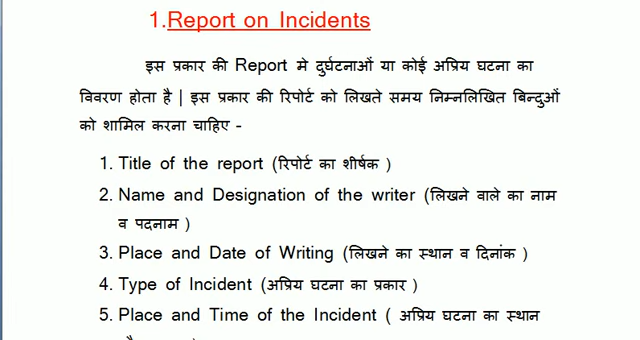 1.Report on Incidents
इस प्रकार की Report मे दुर्घटनाओं या कोई अप्रिय घटना का
विवरण होता है | इस प्रकार की रिपोर्ट को लिखते समय निम्नलिखित बिन्दुओं
को शामिल करना चाहिए -
1. Title of the report (रिपोर्ट का शीर्षक )
2. Name and Designation of the writer (लिखने वाले का नाम
व पदनाम )
3. Place and Date of Writing (लिखने का स्थान व दिनांक )
4. Type of Incident (अप्रिय घटना का प्रकार )
5. Place and Time of the Incident ( अप्रिय घटना का स्थान